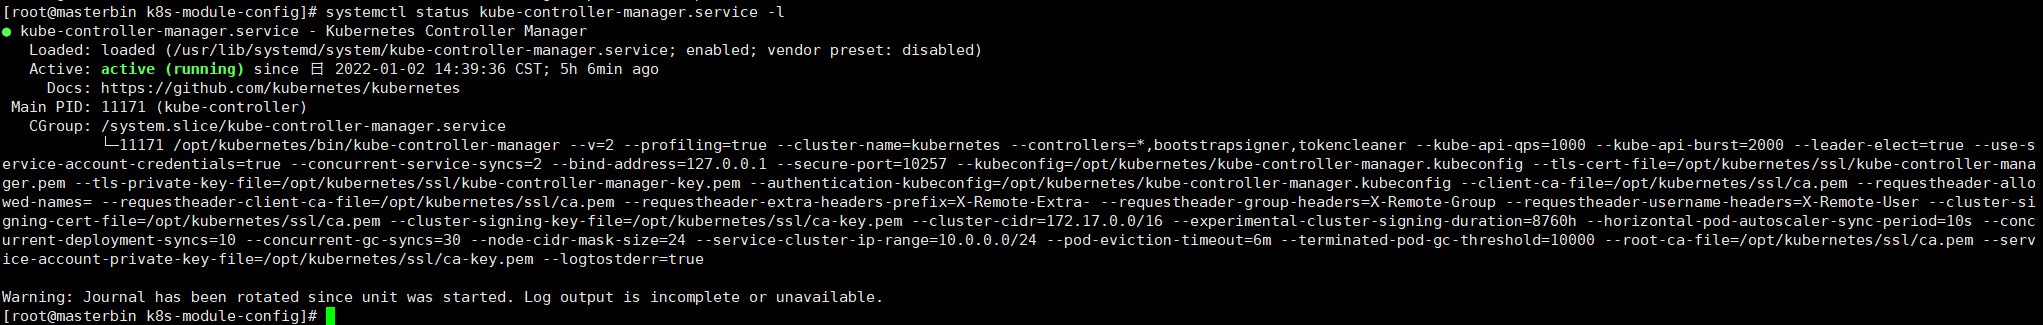 [root@masterbin k8s-module-config]# systemctl status kube-controller-manager.service -l
● kube-controller-manager.service - Kubernetes Controller Manager
   Loaded: loaded (/usr/lib/systemd/system/kube-controller-manager.service; enabled; vendor preset: disabled)
   Active: active (running) since 日 2022-01-02 14:39:36 CST; 5h 6min ago
     Docs: https://github.com/kubernetes/kubernetes
 Main PID: 11171 (kube-controller)
   CGroup: /system.slice/kube-controller-manager.service
           └─11171 /opt/kubernetes/bin/kube-controller-manager --v=2 --profiling=true --cluster-name=kubernetes --controllers=*,bootstrapsigner,tokencleaner --kube-api-qps=1000 --kube-api-burst=2000 --leader-elect=true --use-s
ervice-account-credentials=true --concurrent-service-syncs=2 --bind-address=127.0.0.1 --secure-port=10257 --kubeconfig=/opt/kubernetes/kube-controller-manager.kubeconfig --tls-cert-file=/opt/kubernetes/ssl/kube-controller-mana
ger.pem --tls-private-key-file=/opt/kubernetes/ssl/kube-controller-manager-key.pem --authentication-kubeconfig=/opt/kubernetes/kube-controller-manager.kubeconfig --client-ca-file=/opt/kubernetes/ssl/ca.pem --requestheader-allo
wed-names= --requestheader-client-ca-file=/opt/kubernetes/ssl/ca.pem --requestheader-extra-headers-prefix=X-Remote-Extra- --requestheader-group-headers=X-Remote-Group --requestheader-username-headers=X-Remote-User --cluster-si
gning-cert-file=/opt/kubernetes/ssl/ca.pem --cluster-signing-key-file=/opt/kubernetes/ssl/ca-key.pem --cluster-cidr=172.17.0.0/16 --experimental-cluster-signing-duration=8760h --horizontal-pod-autoscaler-sync-period=10s --conc
urrent-deployment-syncs=10 --concurrent-gc-syncs=30 --node-cidr-mask-size=24 --service-cluster-ip-range=10.0.0.0/24 --pod-eviction-timeout=6m --terminated-pod-gc-threshold=10000 --root-ca-file=/opt/kubernetes/ssl/ca.pem --serv
ice-account-private-key-file=/opt/kubernetes/ssl/ca-key.pem --logtostderr=true
Warning: Journal has been rotated since unit was started. Log output is incomplete or unavailable.
[root@masterbin k8s-module-config]#